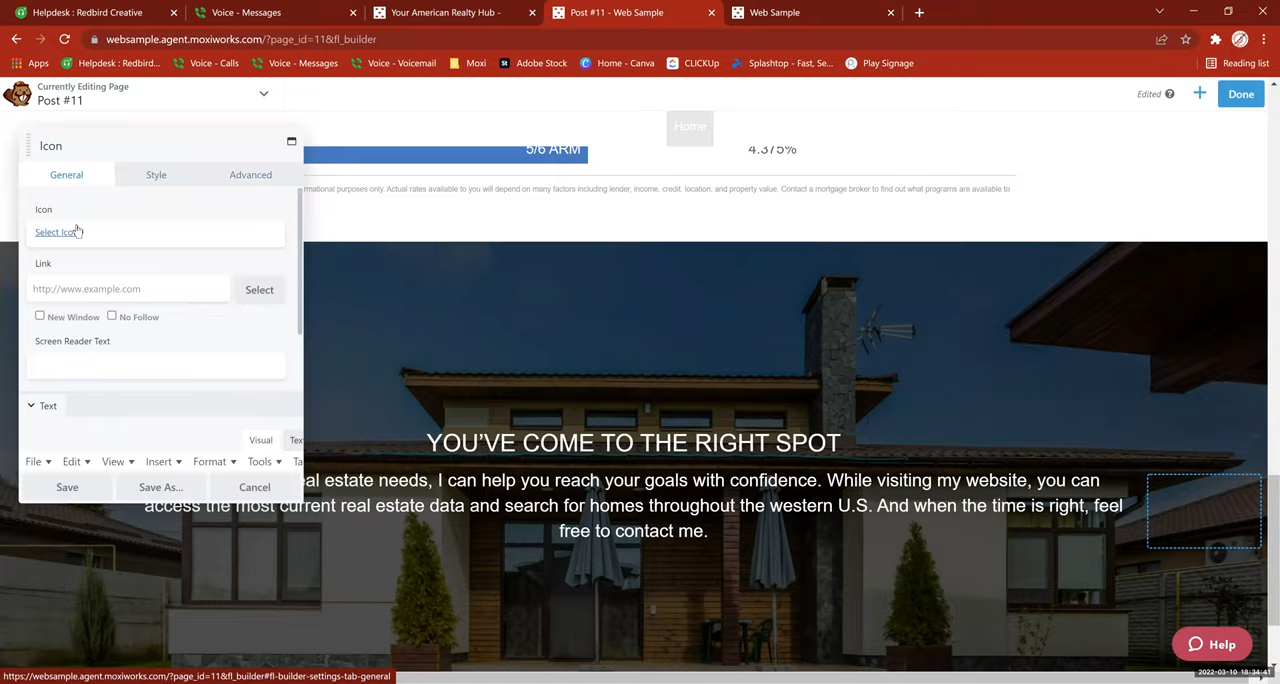 Helpdesk : Redbird Creative
Voice - Messages
Your American Realty Hub -
Post #11 - Web Sample
Web Sample
websample.agent.moxiworks.com/?page_id=11&fl_builder
Apps
Helpdesk : Redbird...
Voice - Calls
Voice - Messages
Voice - Voicemail
Moxi
St
Adobe Stock
Home - Canva
CLICKUp
Splashtop - Fast, Se...
Play Signage
Reading list
Currently Editing Page
Post #11
Edited
Done
Home
5/6 ARM
4.375%
rmational purposes only. Actual rates available to you will depend on many factors including lender, income. credit. location. and property value. Contact a mortgage broker to find out what programs are available to
Icon
General
Style
Advanced
Icon
Select Icon
Link
http://www.example.com
Select
New Window
No Follow
Screen Reader Text
Text
Visual
Tex
File
Edit
View
Insert
Format
Tools
Ta
Save
Save As...
Cancel
YOU'VE COME TO THE RIGHT SPOT
eal estate needs, I can help you reach your goals with confidence. While visiting my website, you can
access the most current real estate data and search for homes throughout the western U.S. And when the time is right, feel
free to contact me.
Help
https://websample.agent.moxiworks.com/?page_id=11&fl_builder#fl-builder-settings-tab-general
2022-03-10 18:34:41